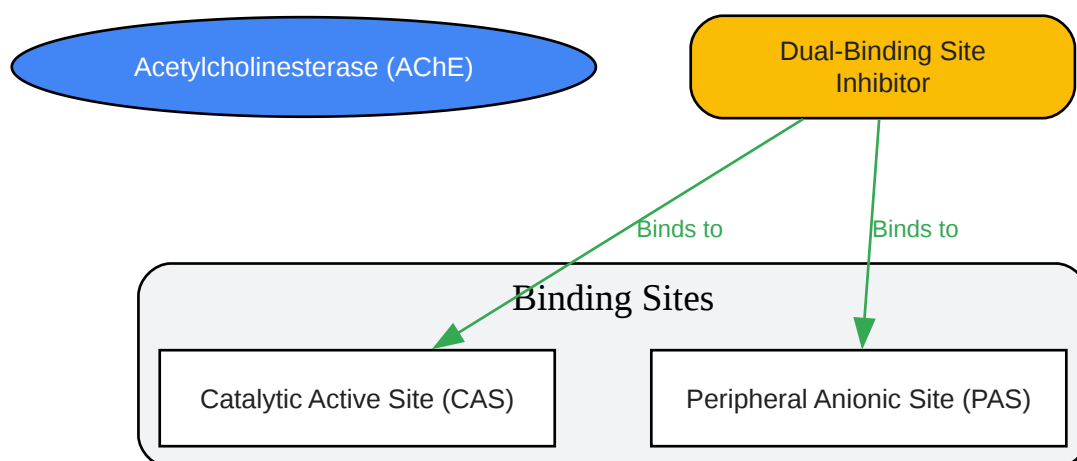 Acetylcholinesterase (AChE)
Dual-Binding Site
Inhibitor
Binds to
Binds to
Binding Sites
Catalytic Active Site (CAS)
Peripheral Anionic Site (PAS)